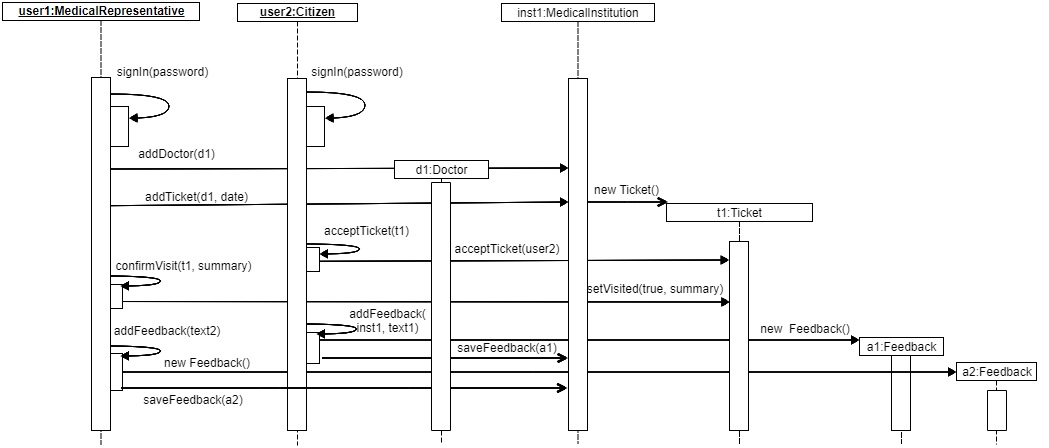 user1:MedicalRepresentative
user2:Citizen
inst1:MedicalInstitution
signIn(password)
signIn(password)
addDoctor(d1)
d1:Doctor
addTicket(d1, date)
new Ticket()
t1:Ticket
acceptTicket(t1)
acceptTicket(user2)
confirmVisit(t1, summary)
setVisited(true, summary)
addFeedback(
inst1, text1)
addFeedback(text2)
new  Feedback()
a1:Feedback
saveFeedback(a1)
new Feedback()
a2:Feedback
saveFeedback(a2)